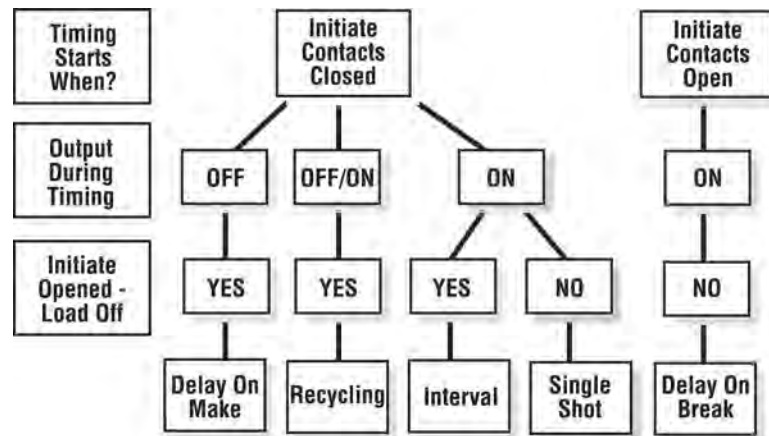 Timing
Starts
When?
Initiate
Contacts
Closed
Initiate
Contacts
Open
Output
During
Timing
OFF
OFF/ON
ON
ON
Initiate
Opened -
Load Off
YES
YES
YES
NO
NO
Delay On
Make
Recycling
Interval
Single
Shot
Delay On
Break